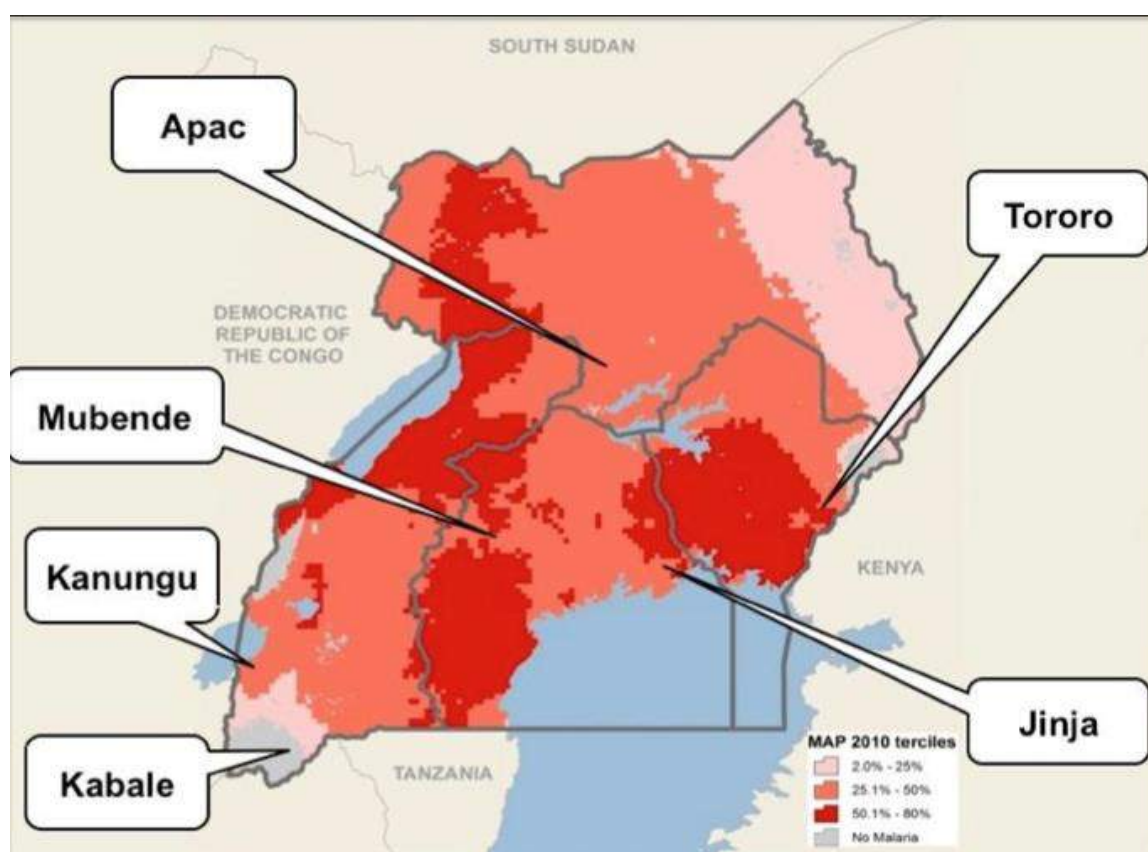 SOUTH SUDAN
Apac
Tororo
DEMOCRATIC
REPUBLIC OF
THE CONGO
Mubende
Kanungu
KENYA
Kabale
TANZANIA
Jinja
MAP 2010 terciles
2.0% - 25%
25.1% - 50%
50.1% - 80%
No Malaria